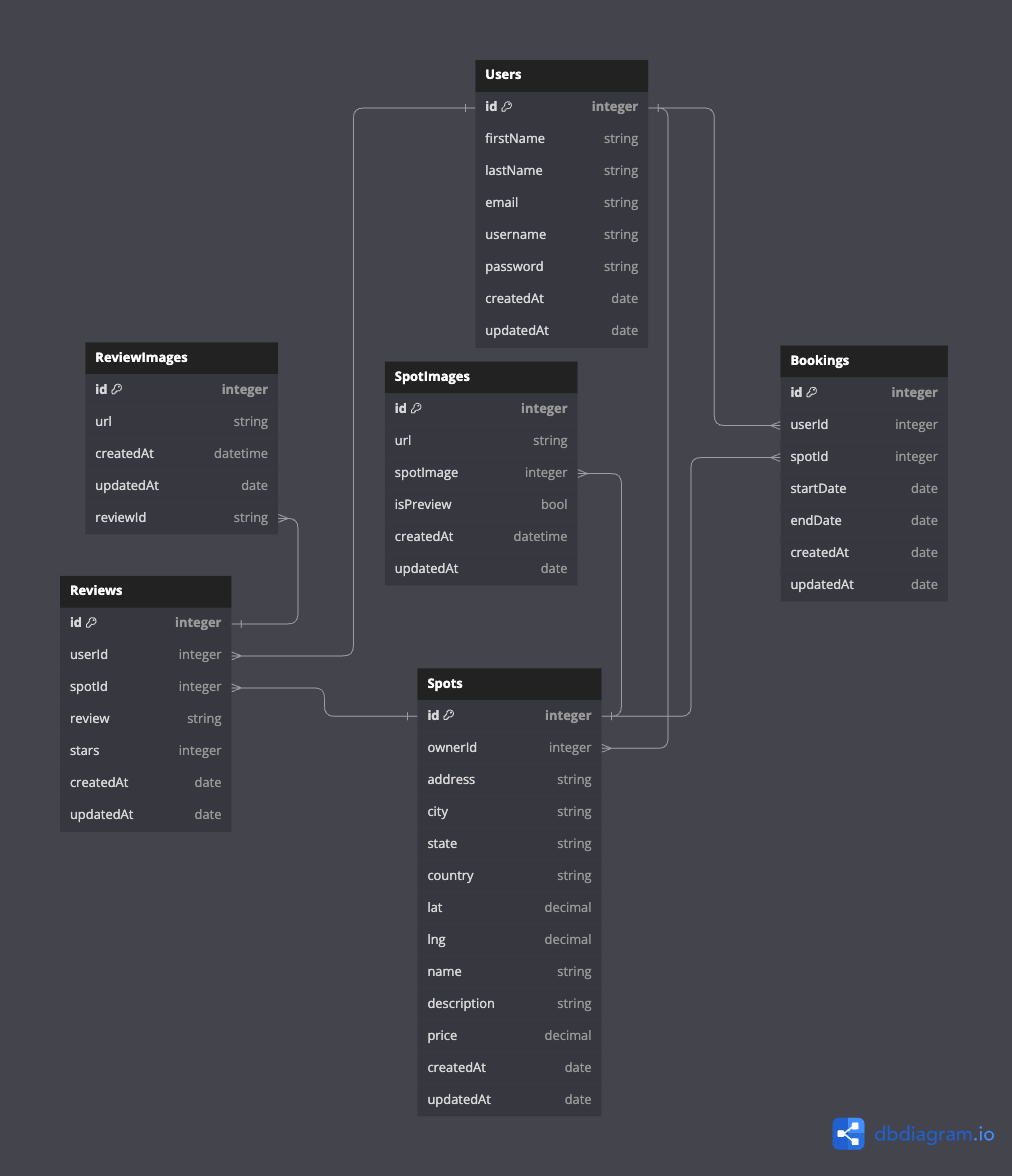 Users
id integer
firstName string
lastName string
email string
username string
password string
createdAt date
updatedAt date
ReviewImages
id integer
url string
createdAt datetime
updatedAt date
reviewId string
SpotImages
id integer
url string
spotImage integer
isPreview bool
createdAt datetime
updatedAt date
Bookings
id integer
userId integer
spotId integer
startDate date
endDate date
createdAt date
updatedAt date
Reviews
id integer
userId integer
spotId integer
review string
stars integer
createdAt date
updatedAt date
Spots
id integer
ownerId integer
address string
city string
state string
country string
lat decimal
lng decimal
name string
description string
price decimal
createdAt date
updatedAt date
dbdiagram.io